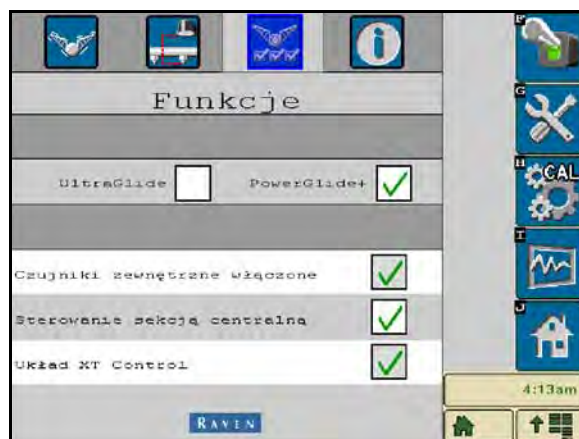 F
Funkcje
G
UltraGlide PowerGlide+
H
CAL
I
Czujniki zewnętrzne włączone
Sterowanie sekcją centralną
J
Układ XT Control
4:13am
RAVEN